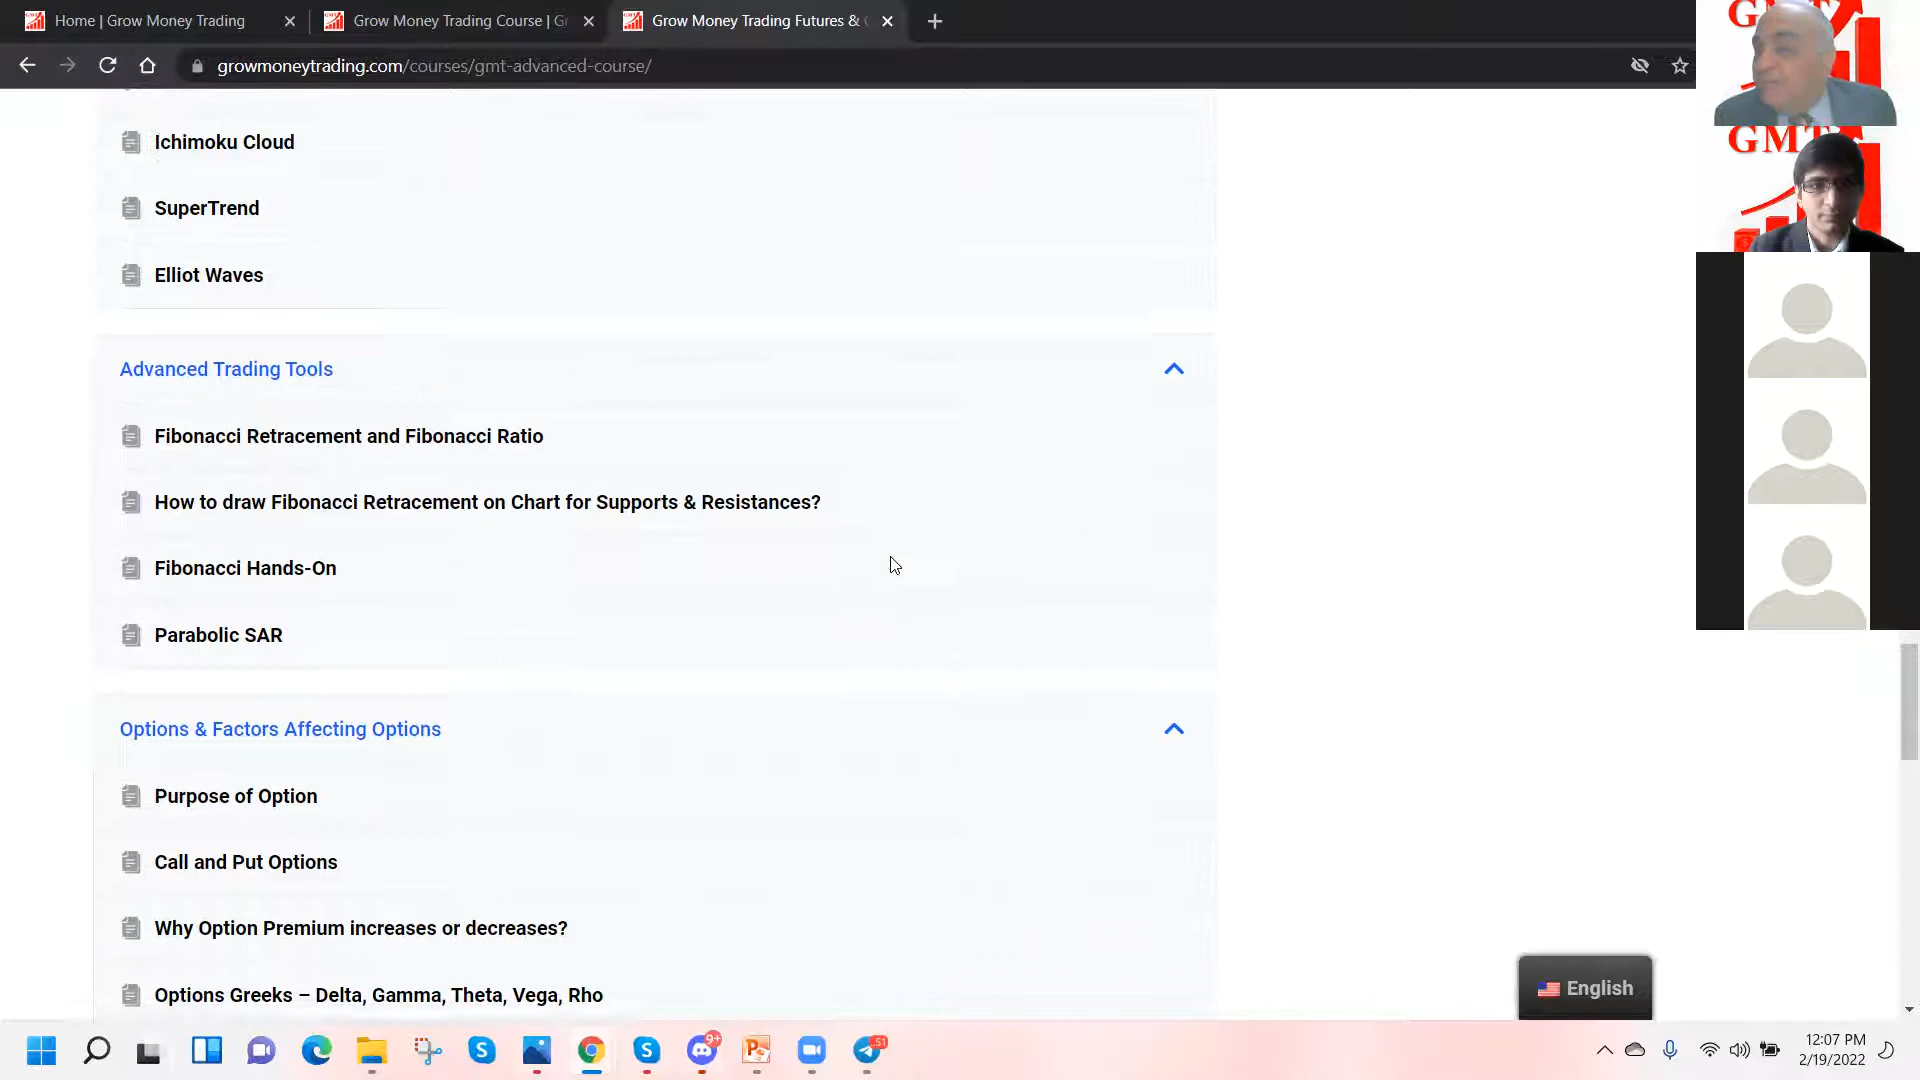 Home | Grow Money Trading
Grow Money Trading Course | Gr
Grow Money Trading Futures &
growmoneytrading.com/courses/gmt-advanced-course/
GMT
GMT
Ichimoku Cloud
SuperTrend
Elliot Waves
Advanced Trading Tools
Fibonacci Retracement and Fibonacci Ratio
How to draw Fibonacci Retracement on Chart for Supports & Resistances?
Fibonacci Hands-On
Parabolic SAR
Options & Factors Affecting Options
Purpose of Option
Call and Put Options
Why Option Premium increases or decreases?
Options Greeks – Delta, Gamma, Theta, Vega, Rho
English
9+
51
12:07 PM
2/19/2022